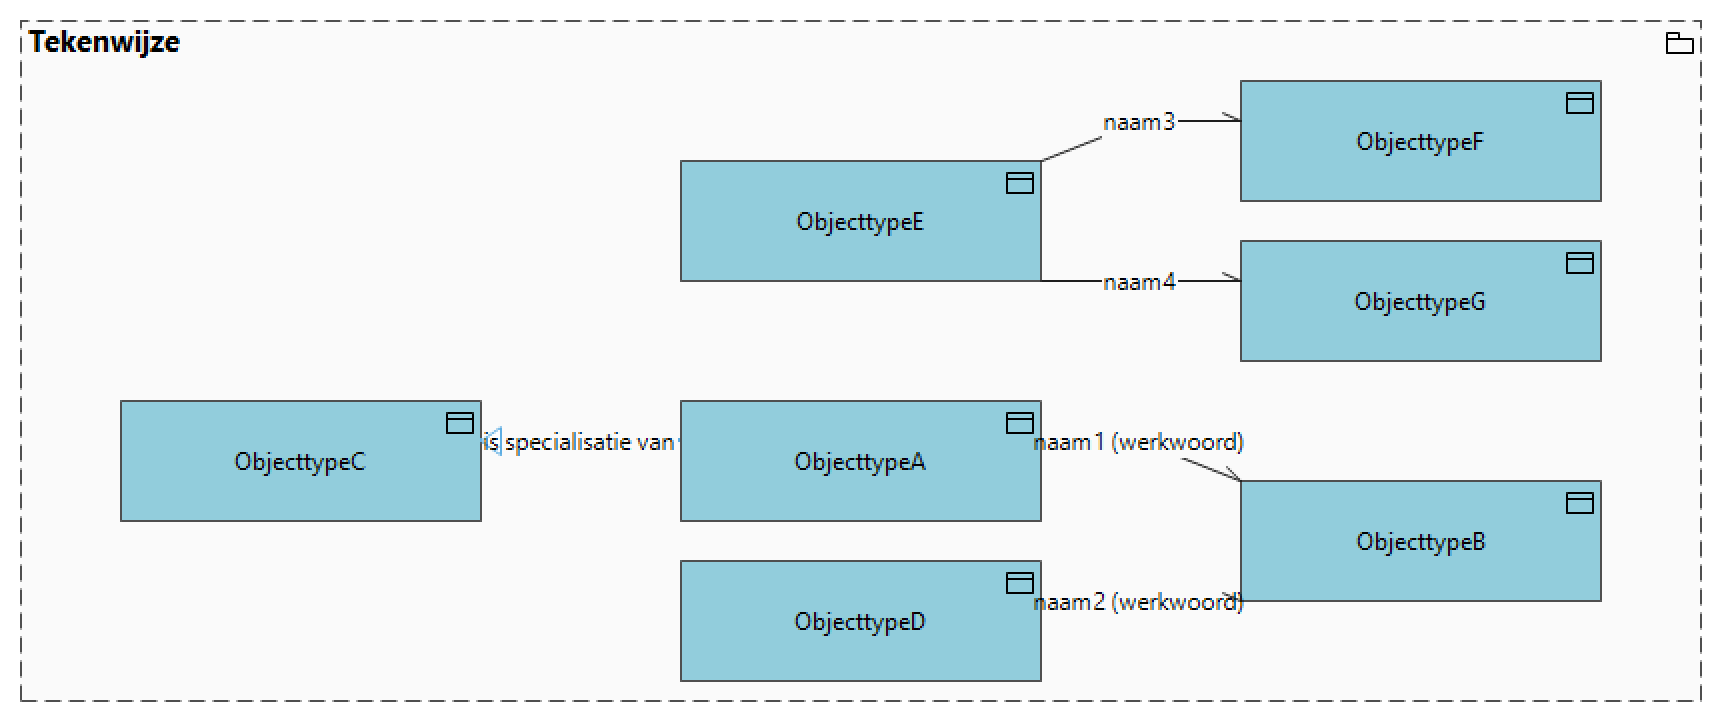 Tekenwijze
naam3
ObjecttypeF
ObjecttypeE
naam4
ObjecttypeG
ObjecttypeC
is specialisatie van
ObjecttypeA
naam1 (werkwoord)
ObjecttypeB
ObjecttypeD
naam2 (werkwoord)